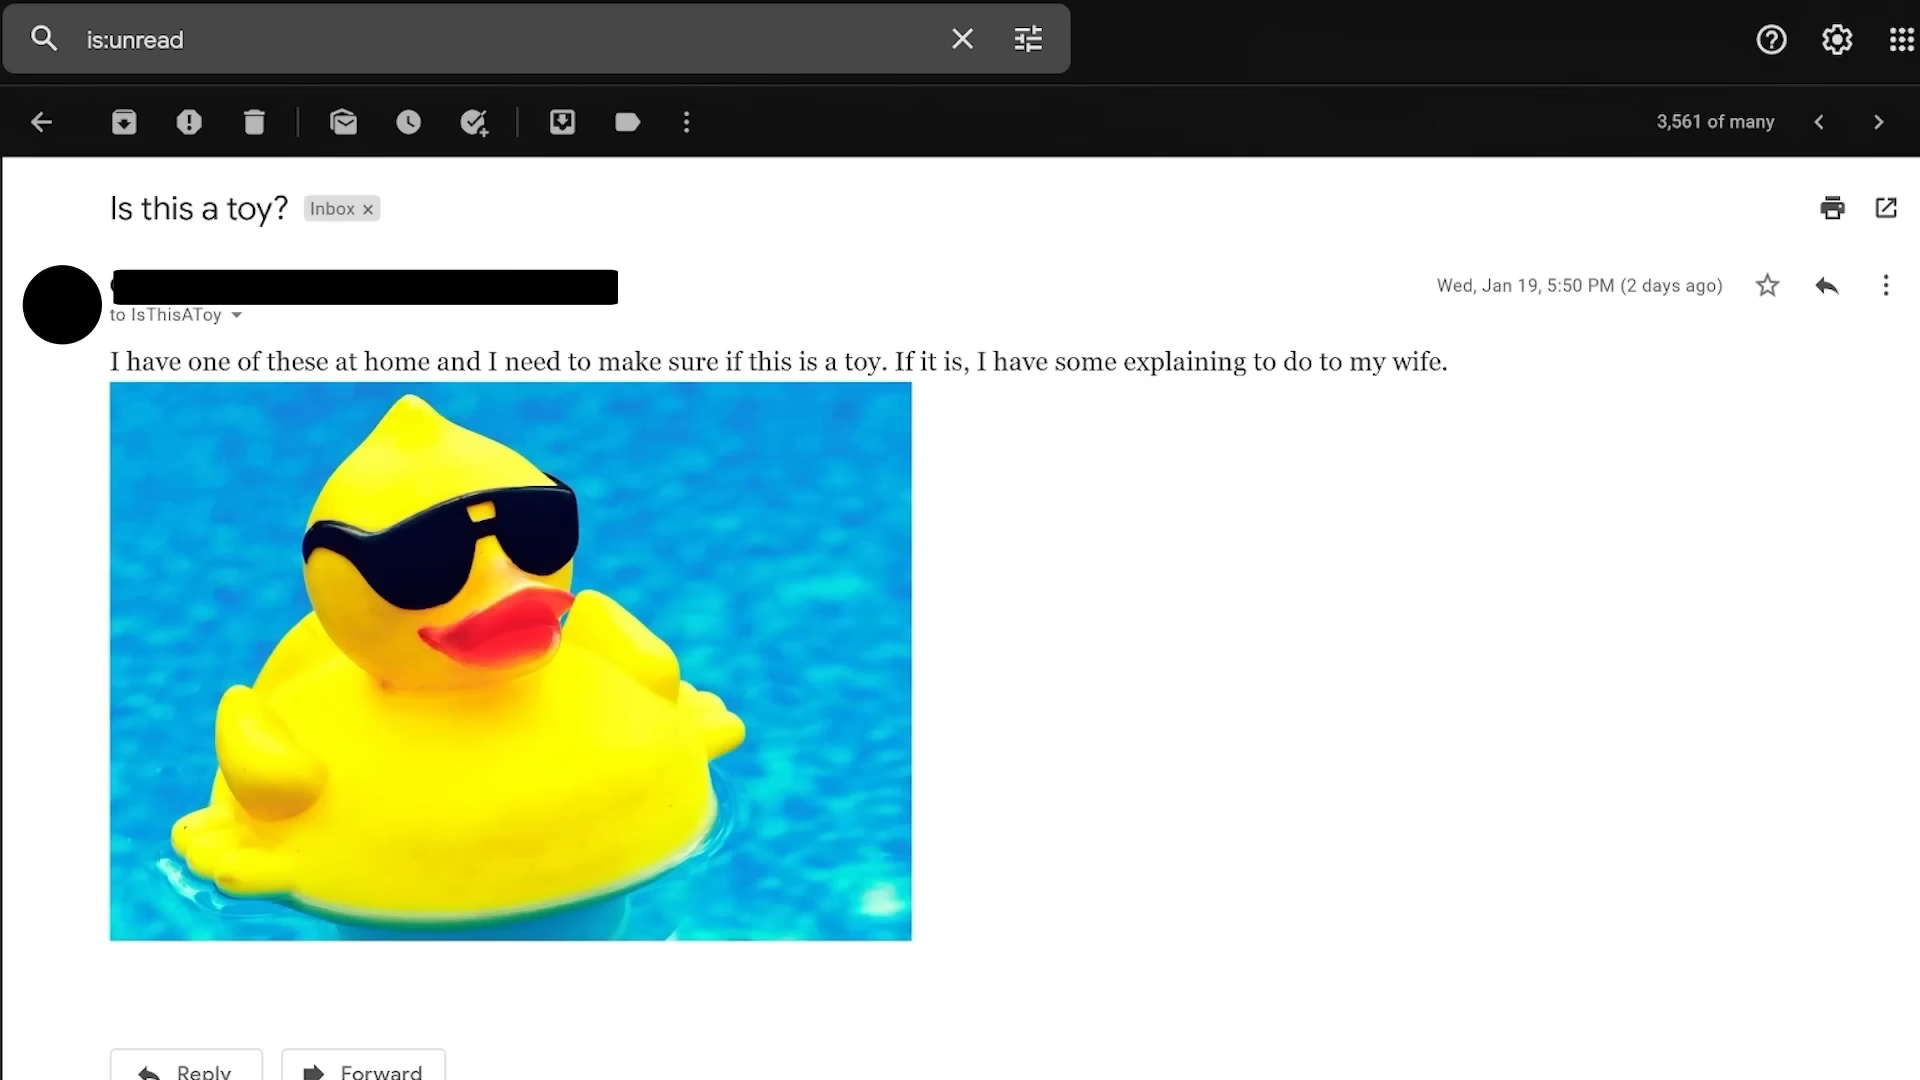 is:unread
3,561 of many
Is this a toy? Inbox x
Wed, Jan 19, 5:50 PM (2 days ago)
to IsThisAToy
I have one of these at home and I need to make sure if this is a toy. If it is, I have some explaining to do to my wife.
Reply Forward